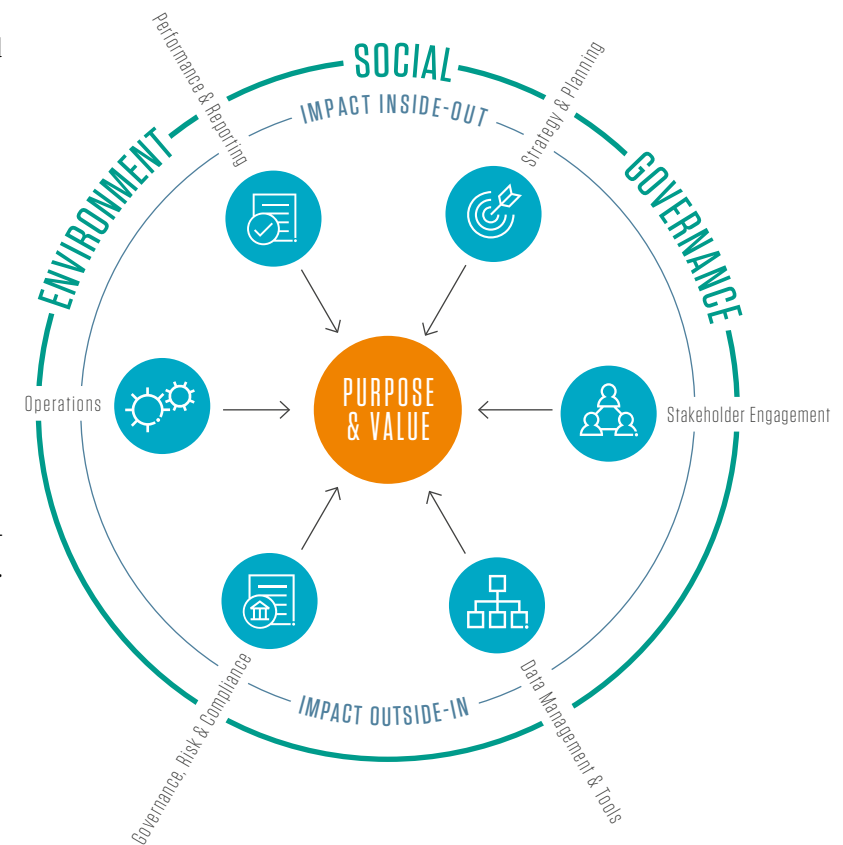 Performance & Reporting
SOCIAL
Strategy & Planning
IMPACT INSIDE-OUT
ENVIRONMENT
GOVERNANCE
PURPOSE
& VALUE
Operations
Stakeholder Engagement
IMPACT OUTSIDE-IN
Governance, Risk & Compliance
Data Management & Tools